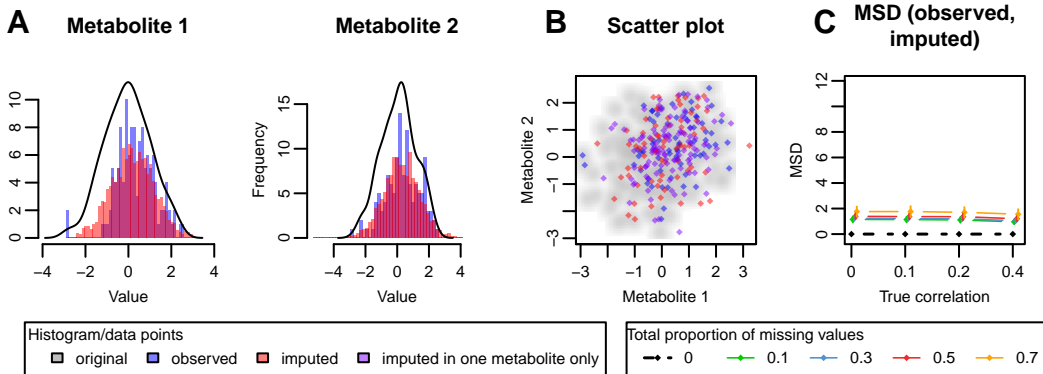 A
Metabolite 1
Metabolite 2
B
Scatter plot
C
MSD (observed,
imputed)
0 2 4 6 8 10
−4 −2 0 2 4
Value
Frequency
0 5 10 15
−4 −2 0 2 4
Value
Metabolite 2
−3 −1 0 1 2
−3 −2 −1 0 1 2 3
Metabolite 1
MSD
0 2 4 8 12
0 0.1 0.2 0.4
True correlation
Histogram/data points
original observed imputed imputed in one metabolite only
Total proportion of missing values
0 0.1 0.3 0.5 0.7